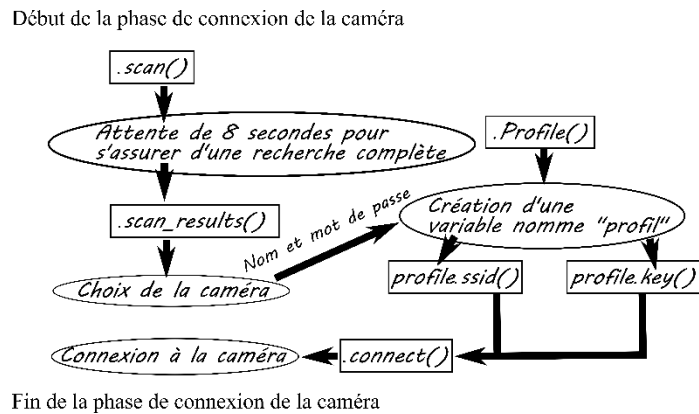 Début de la phase de connexion de la caméra
.scan()
Attente de 8 secondes pour
s'assurer d'une recherche complète
.Profile()
.scan_results()
Nom et mot de passe
Création d'une
variable nomme "profil"
Choix de la caméra
profile.ssid()
profile.key()
Connexion à la caméra
.connect()
Fin de la phase de connexion de la caméra